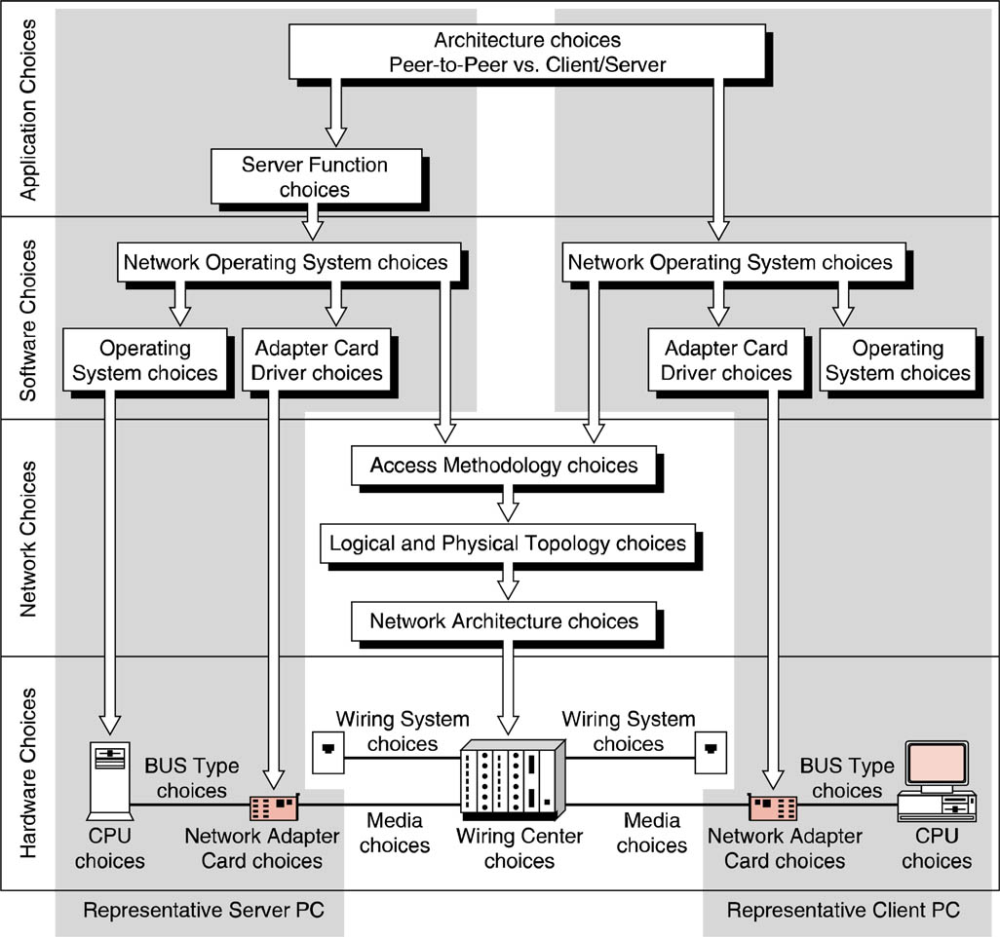 Application Choices
Architecture choices
Peer-to-Peer vs. Client/Server
Server Function
choices
Software Choices
Network Operating System choices
Network Operating System choices
Operating
System choices
Adapter Card
Driver choices
Adapter Card
Driver choices
Operating
System choices
Network Choices
Access Methodology choices
Logical and Physical Topology choices
Network Architecture choices
Hardware Choices
Wiring System
choices
Wiring System
choices
BUS Type
choices
BUS Type
choices
CPU
choices
Network Adapter
Card choices
Media
choices
Wiring Center
choices
Media
choices
Network Adapter
Card choices
CPU
choices
Representative Server PC
Representative Client PC